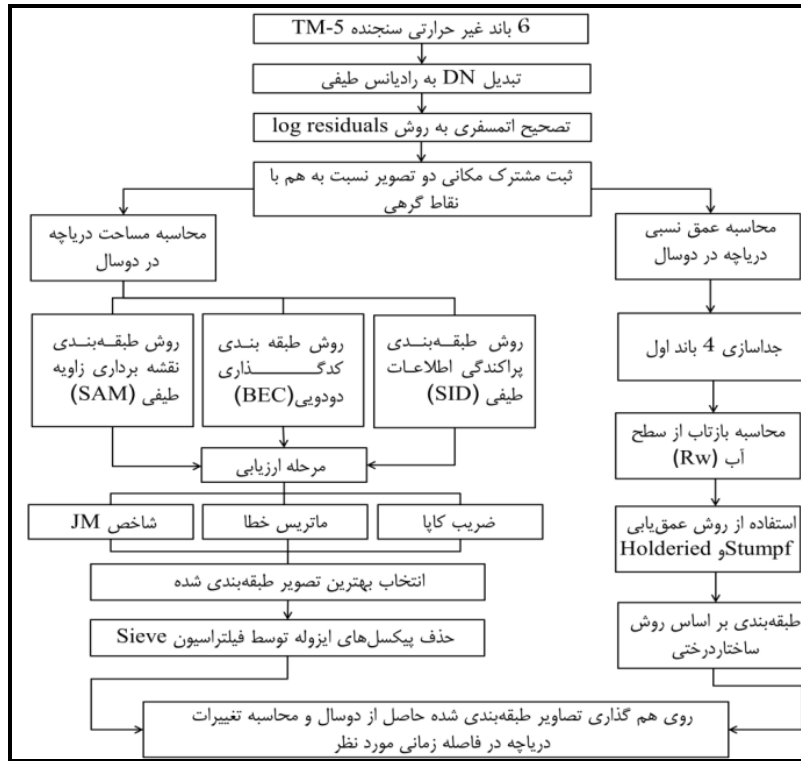 6 باند غیر حرارتی سنجنده TM-5
تبدیل DN به رادیانس طیفی
تصحیح اتمسفری به روش log residuals
ثبت مشترک مکانی دو تصویر نسبت به هم با
نقاط گرهی
محاسبه عمق نسبی
دریاچه در دوسال
جداسازی 4 باند اول
محاسبه بازتاب از سطح
آب (Rw)
استفاده از روش عمق‌یابی
Stumpfو Holderied
طبقه‌بندی بر اساس روش
ساختاردرختی
محاسبه مساحت دریاچه
در دوسال
روش طبقه‌بندی
پراکندگی اطلاعات
طیفی (SID)
روش طبقه بندی
کدگـــــــذاری
دودویی(BEC)
روش طبقـه‌بندی
نقشه برداری زاویه
طیفی (SAM)
مرحله ارزیابی
ضریب کاپا
ماتریس خطا
شاخص JM
انتخاب بهترین تصویر طبقه‌بندی شده
حذف پیکسل‌های ایزوله توسط فیلتراسیون Sieve
روی هم گذاری تصاویر طبقه‌بندی شده حاصل از دوسال و محاسبه تغییرات
دریاچه در فاصله زمانی مورد نظر